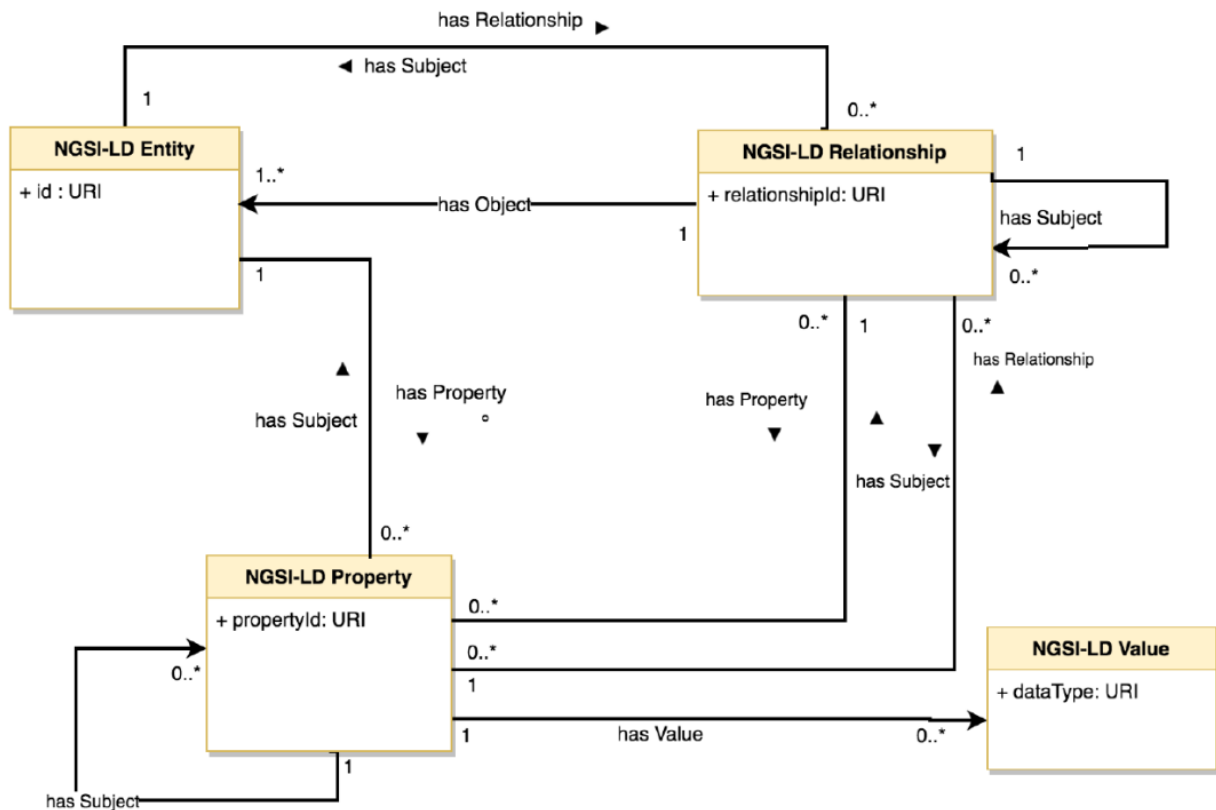 has Relationship
has Subject
1
0..*
NGSI-LD Entity
+ id : URI
NGSI-LD Relationship
+ relationshipId: URI
1
1..*
has Object
1
has Subject
0..*
1
0..*
1
0..*
has Relationship
has Property
has Subject
has Property
has Subject
0..*
NGSI-LD Property
+ propertyId: URI
0..*
0..*
1
0..*
NGSI-LD Value
+ dataType: URI
1
has Value
0..*
1
has Subject